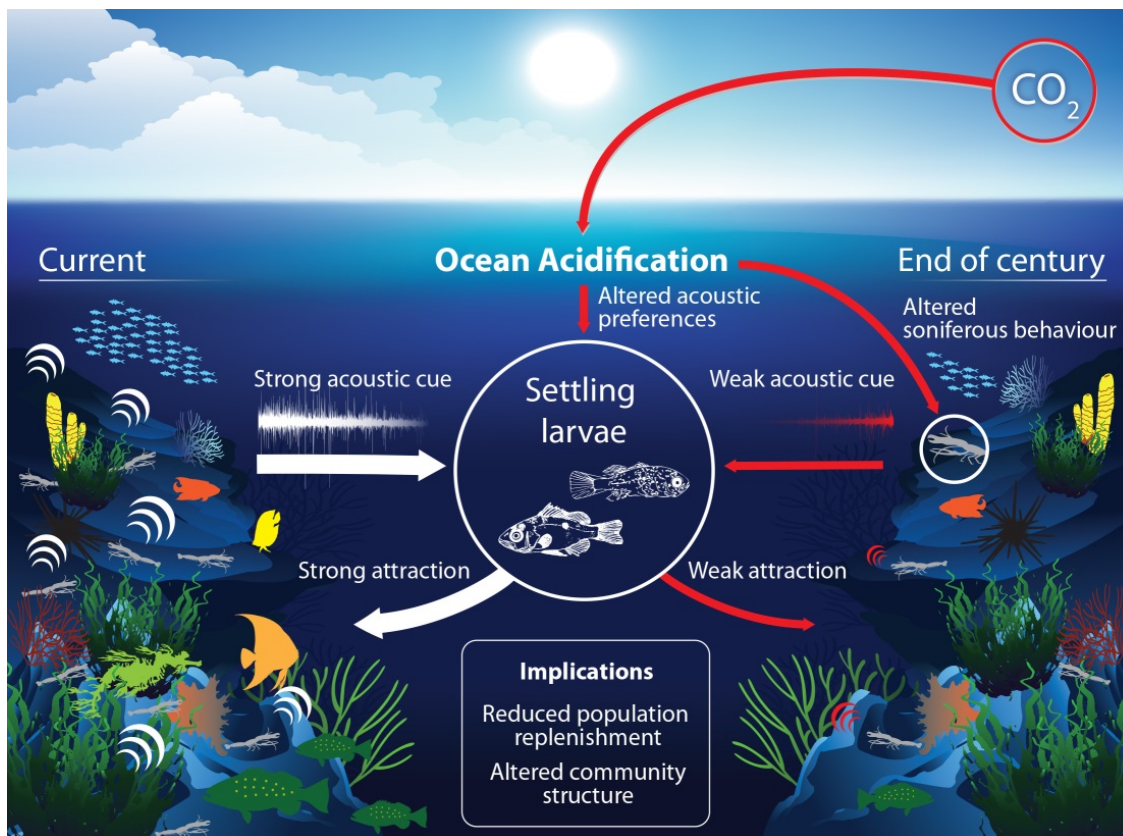 CO₂
Current
Ocean Acidification
End of century
Altered acoustic
preferences
Altered
soniferous behaviour
Strong acoustic cue
Settling
larvae
Weak acoustic cue
Strong attraction
Weak attraction
Implications
Reduced population
replenishment
Altered community
structure